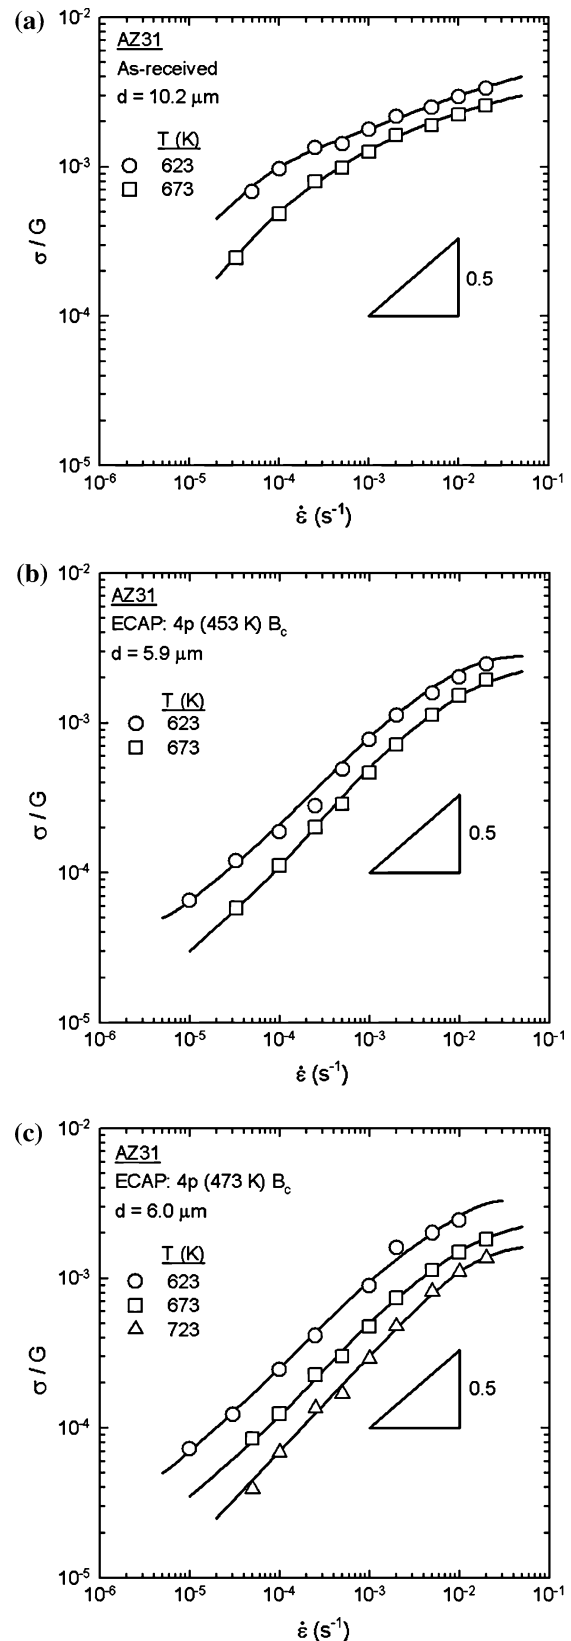 (a)
10⁻²
AZ31
As-received
d = 10.2 μm
T (K)
623
673
10⁻³
σ / G
0.5
10⁻⁴
10⁻⁵
10⁻⁶ 10⁻⁵ 10⁻⁴ 10⁻³ 10⁻² 10⁻¹
ε̇ (s⁻¹)
(b)
10⁻²
AZ31
ECAP: 4p (453 K) B_c
d = 5.9 μm
T (K)
623
673
10⁻³
σ / G
0.5
10⁻⁴
10⁻⁵
10⁻⁶ 10⁻⁵ 10⁻⁴ 10⁻³ 10⁻² 10⁻¹
ε̇ (s⁻¹)
(c)
10⁻²
AZ31
ECAP: 4p (473 K) B_c
d = 6.0 μm
T (K)
623
673
723
10⁻³
σ / G
0.5
10⁻⁴
10⁻⁵
10⁻⁶ 10⁻⁵ 10⁻⁴ 10⁻³ 10⁻² 10⁻¹
ε̇ (s⁻¹)